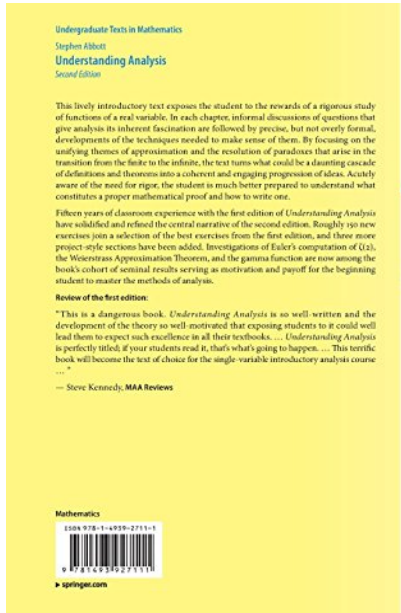 Undergraduate Texts in Mathematics
Stephen Abbott
Understanding Analysis
Second Edition
This lively introductory text exposes the student to the rewards of a rigorous study
of functions of a real variable. In each chapter, informal discussions of questions that
give analysis its inherent fascination are followed by precise, but not overly formal,
developments of the techniques needed to make sense of them. By focusing on the
unifying themes of approximation and the resolution of paradoxes that arise in the
transition from the finite to the infinite, the text turns what could be a daunting cascade
of definitions and theorems into a coherent and engaging progression of ideas. Acutely
aware of the need for rigor, the student is much better prepared to understand what
constitutes a proper mathematical proof and how to write one.
Fifteen years of classroom experience with the first edition of Understanding Analysis
have solidified and refined the central narrative of the second edition. Roughly 150 new
exercises join a selection of the best exercises from the first edition, and three more
project-style sections have been added. Investigations of Euler's computation of ζ(2),
the Weierstrass Approximation Theorem, and the gamma function are now among the
book's cohort of seminal results serving as motivation and payoff for the beginning
student to master the methods of analysis.
Review of the first edition:
"This is a dangerous book. Understanding Analysis is so well-written and the
development of the theory so well-motivated that exposing students to it could well
lead them to expect such excellence in all their textbooks. … Understanding Analysis
is perfectly titled; if your students read it, that's what's going to happen. … This terrific
book will become the text of choice for the single-variable introductory analysis course
… "
— Steve Kennedy, MAA Reviews
Mathematics
ISBN 978-1-4939-2711-1
9 781493 927111
▸ springer.com